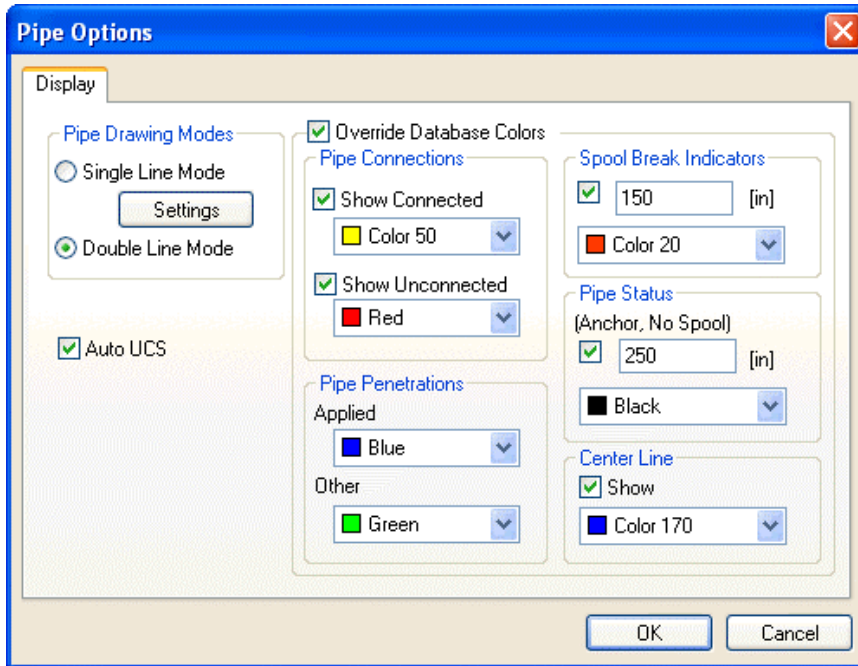 Pipe Options
Display
Pipe Drawing Modes
Single Line Mode
Settings
Double Line Mode
Auto UCS
Override Database Colors
Pipe Connections
Show Connected
Color 50
Show Unconnected
Red
Pipe Penetrations
Applied
Blue
Other
Green
Spool Break Indicators
150 [in]
Color 20
Pipe Status
(Anchor, No Spool)
250 [in]
Black
Center Line
Show
Color 170
OK Cancel